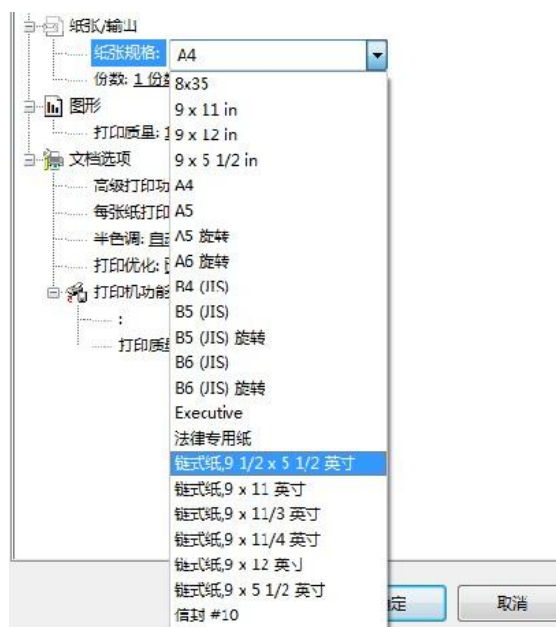 纸张/输出
纸张规格: A4
份数: 1 份
8x35
图形
9 x 11 in
打印质量:
9 x 12 in
文档选项
9 x 5 1/2 in
高级打印功
A4
每张纸打印
A5
半色调:
A5 旋转
打印优化:
A6 旋转
打印机功能
B4 (JIS)
:
B5 (JIS)
打印质
B5 (JIS) 旋转
B6 (JIS)
B6 (JIS) 旋转
Executive
法律专用纸
链式纸,9 1/2 x 5 1/2 英寸
链式纸,9 x 11 英寸
链式纸,9 x 11/3 英寸
链式纸,9 x 11/4 英寸
链式纸,9 x 12 英寸
链式纸,9 x 5 1/2 英寸
信封 #10
定 取消